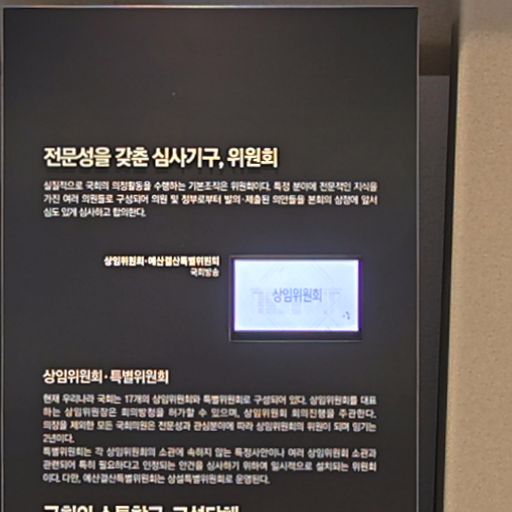 전문성을 갖춘 심사기구, 위원회
실질적으로 국회의 의정활동을 수행하는 기본조직은 위원회이다. 특정 분야에 전문적인 지식을
가진 여러 의원들로 구성되어 의원 및 정부로부터 발의·제출된 의안들을 본회의 상정에 앞서
심도 있게 심사하고 합의한다.
상임위원회·예산결산특별위원회
국회방송
상임위원회
상임위원회·특별위원회
현재 우리나라 국회는 17개의 상임위원회와 특별위원회로 구성되어 있다. 상임위원회를 대표
하는 상임위원장은 회의방청을 허가할 수 있으며, 상임위원회 회의진행을 주관한다.
의장을 제외한 모든 국회의원은 전문성과 관심분야에 따라 상임위원회의 위원이 되며 임기는
2년이다.
특별위원회는 각 상임위원회의 소관에 속하지 않는 특정사안이나 여러 상임위원회 소관과
관련되며 특히 필요하다고 인정되는 안건을 심사하기 위하여 일시적으로 설치되는 위원회
이다. 다만, 예산결산특별위원회는 상설특별위원회로 운영된다.